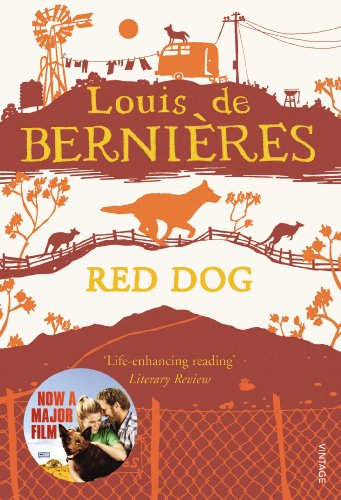 Louis de
BERNIÈRES
RED DOG
‘Life-enhancing reading’
Literary Review
NOW A
MAJOR
FILM
VINTAGE